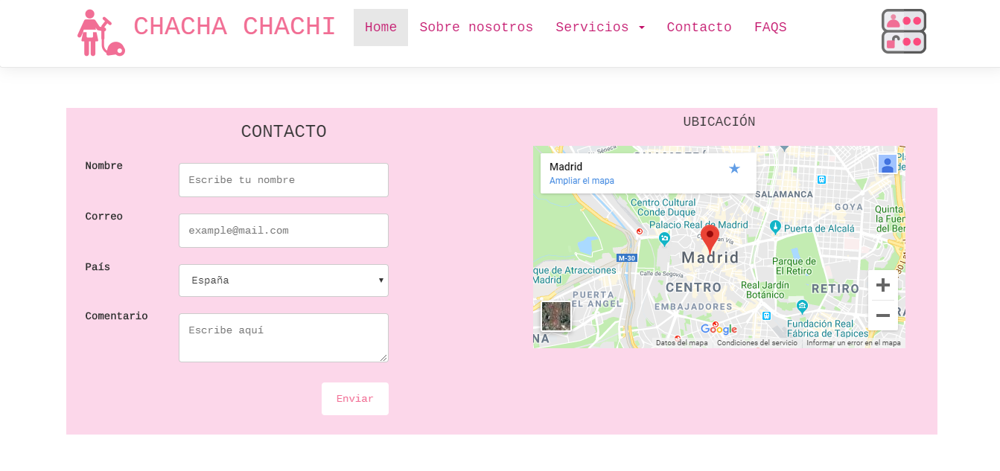 CHACHA CHACHI
Home
Sobre nosotros
Servicios
Contacto
FAQS
CONTACTO
Nombre
Escribe tu nombre
Correo
example@mail.com
País
España
Comentario
Escribe aquí
Enviar
UBICACIÓN
Madrid
Ampliar el mapa
SALAMANCA
GOYA
Centro Cultural
Conde Duque
Quinta
la Fuen
del Ber
Palacio Real de Madrid
Puerta de Alcalá
M-30
Madrid
que de Atracciones
Madrid
Calle de Segovia
Parque de
El Retiro
CENTRO
Real Jardín
Botánico
RETIRO
PUERTA
EL ANGEL
EMBAJADORES
Google
Fundación Real
Fábrica de Tapices
NA
Datos del mapa
Condiciones del servicio
Informar un error en el mapa